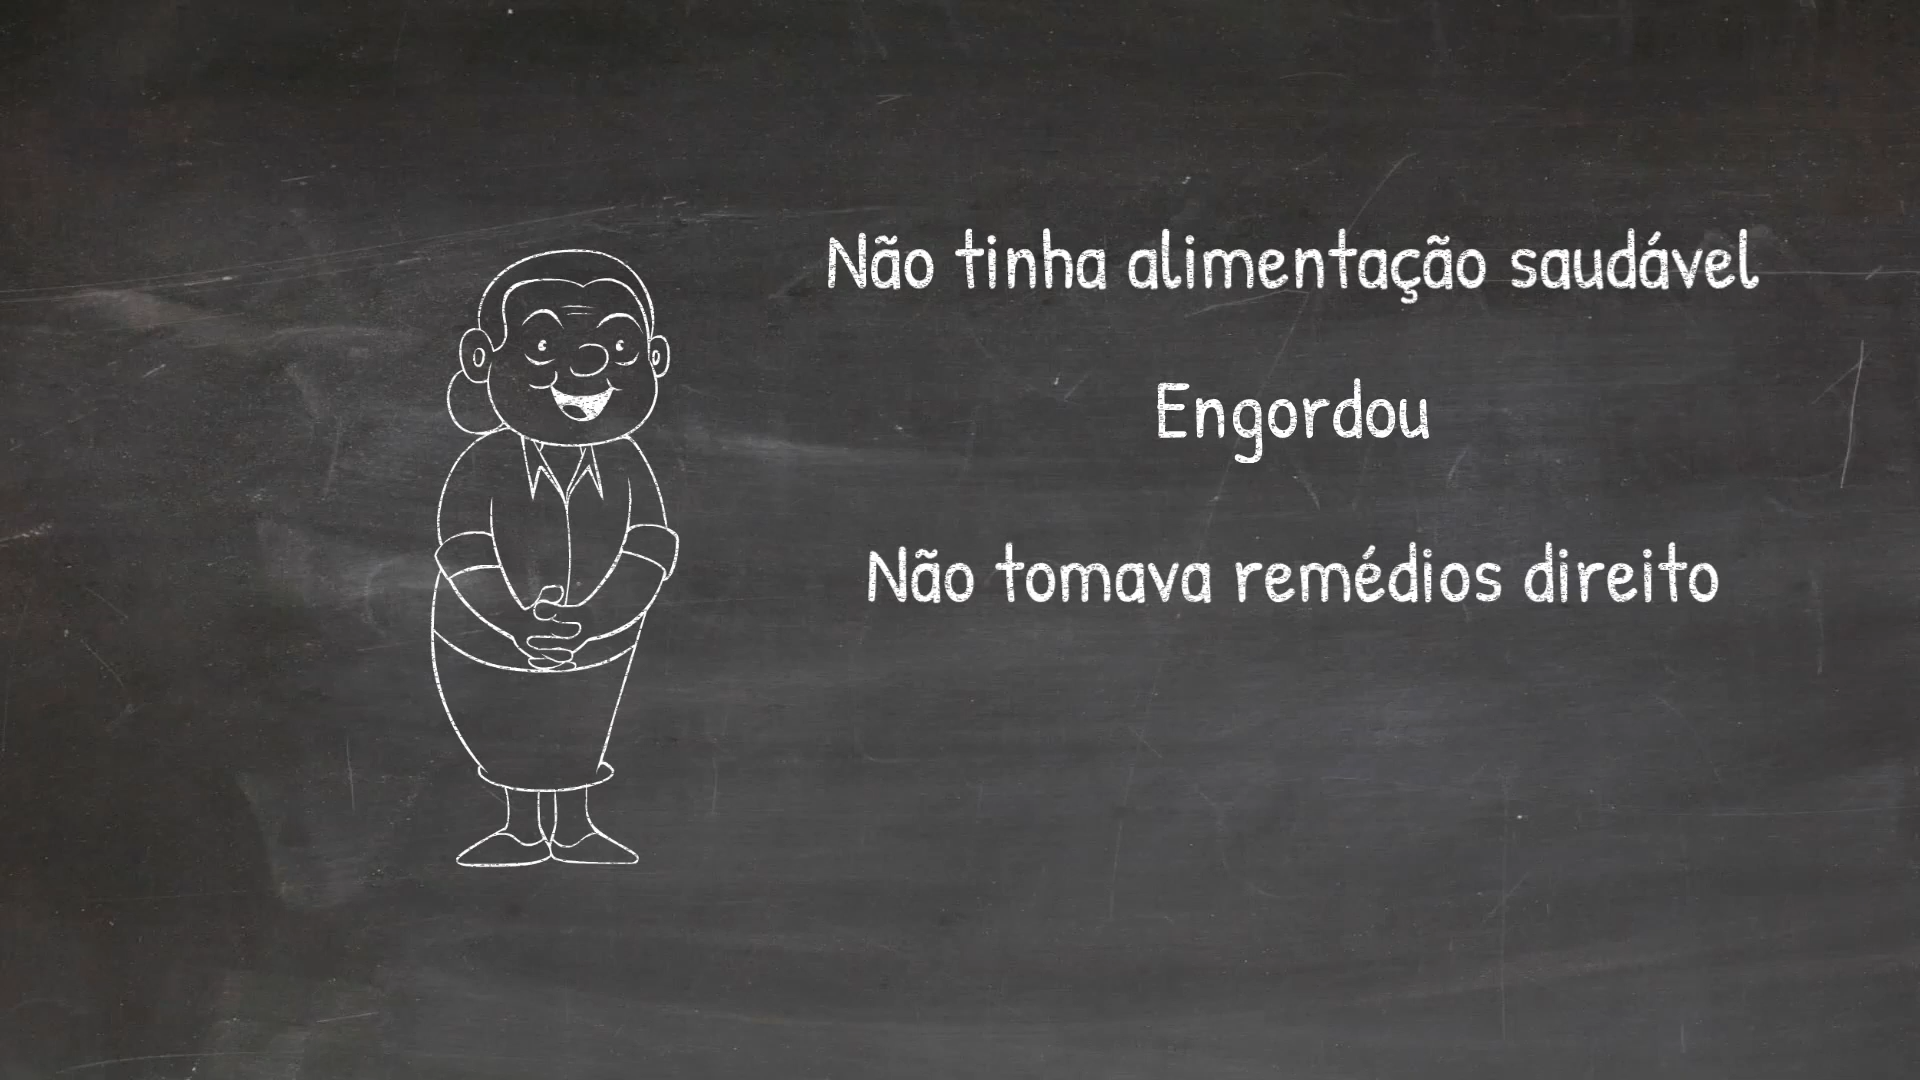 Não tinha alimentação saudável
Engordou
Não tomava remédios direito